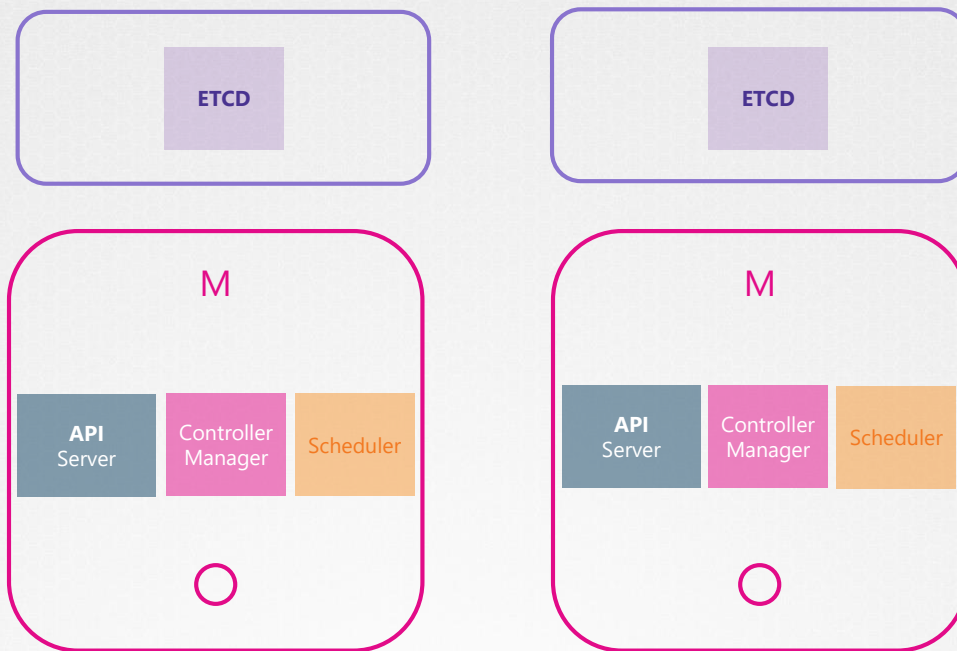 ETCD
ETCD
M
M
API
Server
Controller
Manager
Scheduler
API
Server
Controller
Manager
Scheduler